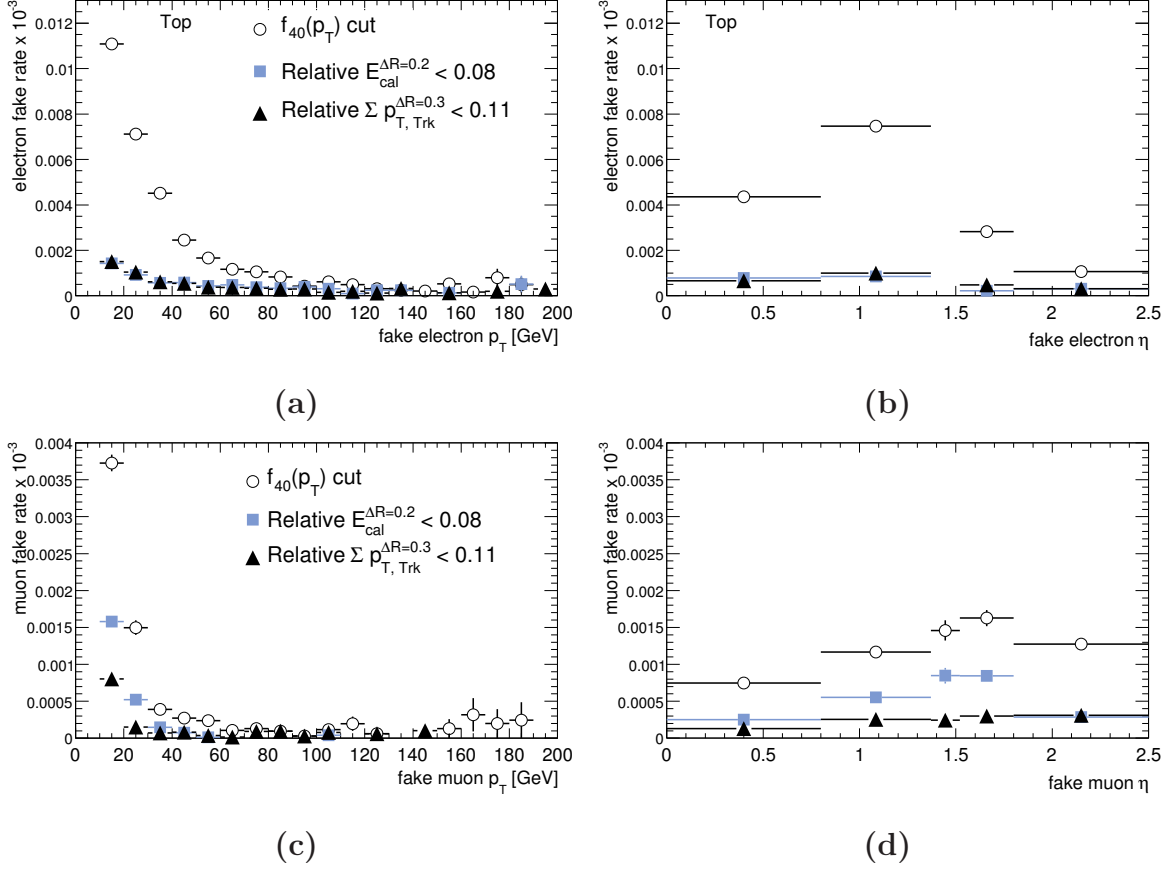 electron fake rate x 10⁻³
0.012
0.01
0.008
0.006
0.004
0.002
0
Top
f₄₀(p_T) cut
Relative E_cal^ΔR=0.2 < 0.08
Relative Σ p_T, Trk^ΔR=0.3 < 0.11
0 20 40 60 80 100 120 140 160 180 200
fake electron p_T [GeV]
(a)
electron fake rate x 10⁻³
0.012
0.01
0.008
0.006
0.004
0.002
0
Top
0 0.5 1 1.5 2 2.5
fake electron η
(b)
muon fake rate x 10⁻³
0.004
0.0035
0.003
0.0025
0.002
0.0015
0.001
0.0005
0
f₄₀(p_T) cut
Relative E_cal^ΔR=0.2 < 0.08
Relative Σ p_T, Trk^ΔR=0.3 < 0.11
0 20 40 60 80 100 120 140 160 180 200
fake muon p_T [GeV]
(c)
muon fake rate x 10⁻³
0.004
0.0035
0.003
0.0025
0.002
0.0015
0.001
0.0005
0
0 0.5 1 1.5 2 2.5
fake muon η
(d)